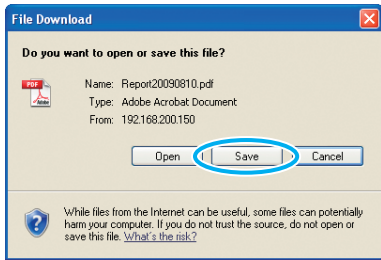 File Download
Do you want to open or save this file?
PDF
Adobe
Name: Report20090810.pdf
Type: Adobe Acrobat Document
From: 192.168.200.150
Open Save Cancel
While files from the Internet can be useful, some files can potentially
harm your computer. If you do not trust the source, do not open or
save this file. What's the risk?